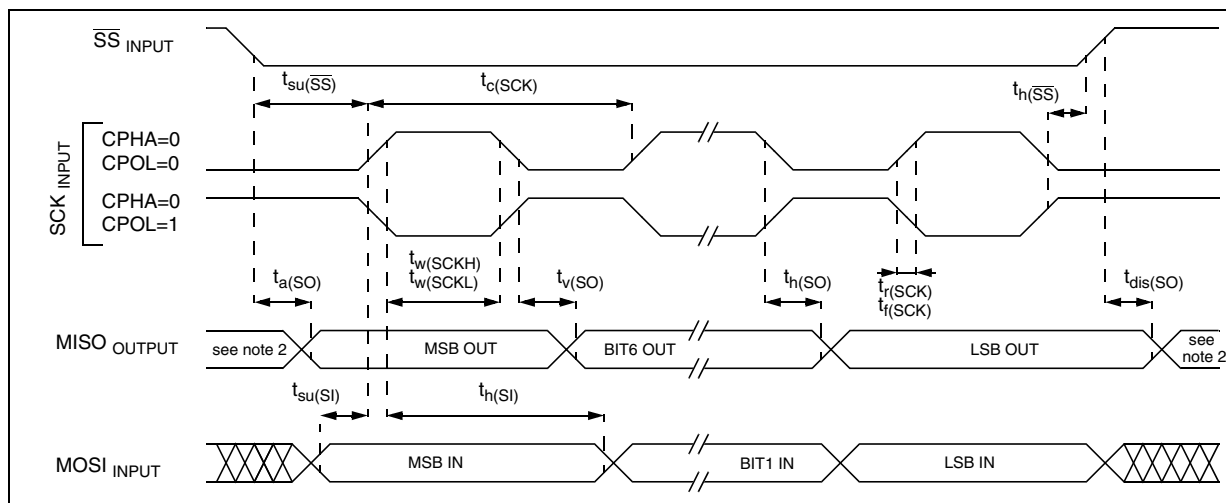 SS INPUT
tsu(SS)
tc(SCK)
th(SS)
SCK INPUT
CPHA=0
CPOL=0
CPHA=0
CPOL=1
ta(SO)
tw(SCKH)
tw(SCKL)
tv(SO)
th(SO)
tr(SCK)
tf(SCK)
tdis(SO)
MISO OUTPUT
see note 2
MSB OUT
BIT6 OUT
LSB OUT
see
note 2
tsu(SI)
th(SI)
MOSI INPUT
MSB IN
BIT1 IN
LSB IN